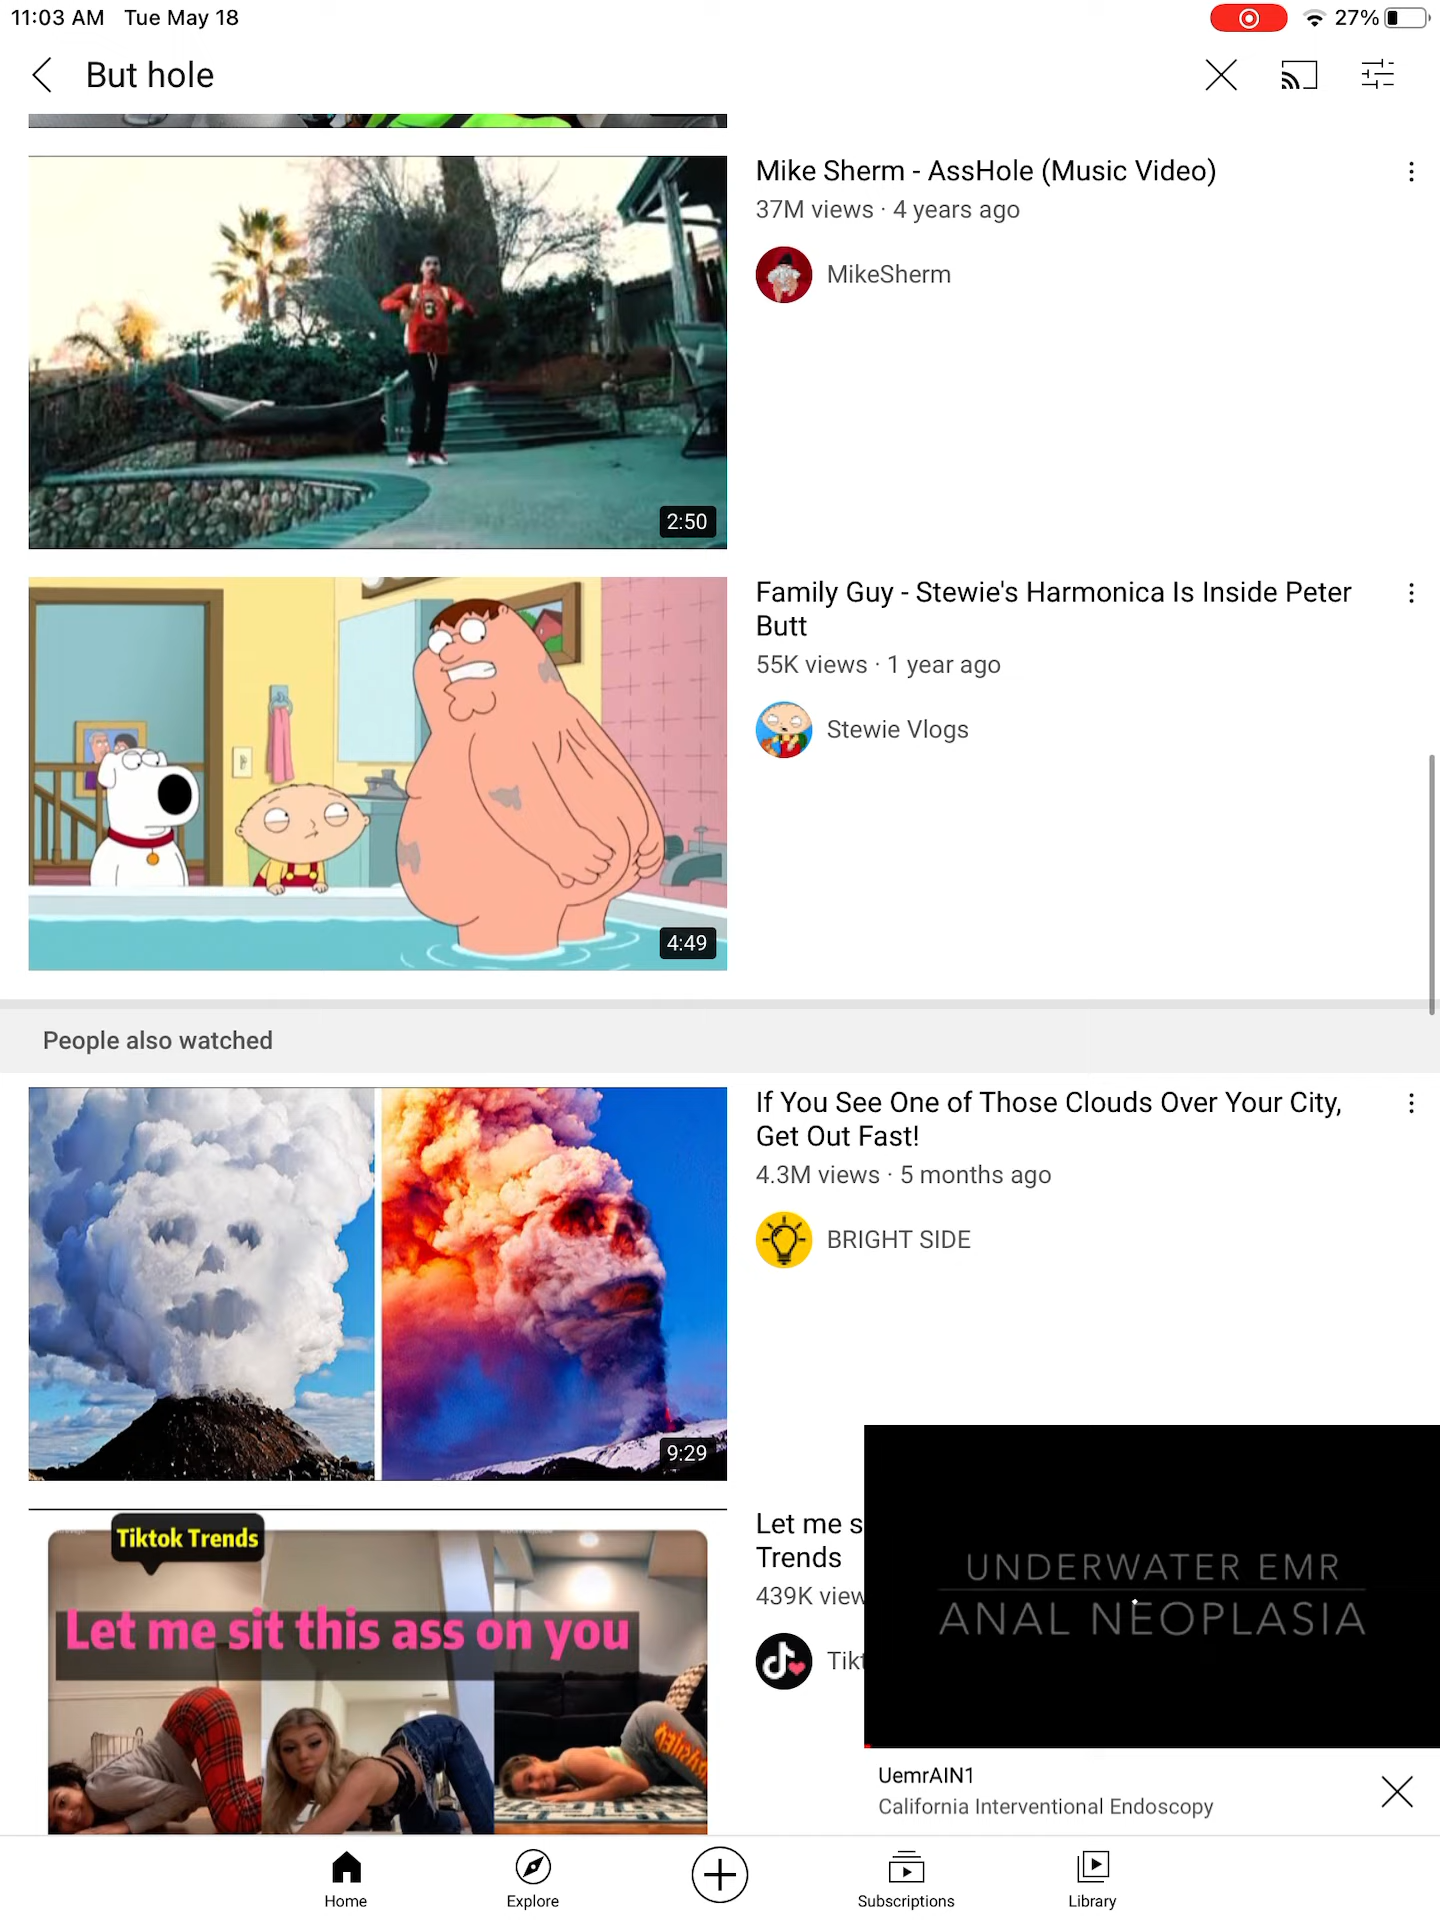 11:03 AM Tue May 18
27%
But hole
Mike Sherm - AssHole (Music Video)
37M views · 4 years ago
MikeSherm
2:50
Family Guy - Stewie's Harmonica Is Inside Peter
Butt
55K views · 1 year ago
Stewie Vlogs
4:49
People also watched
If You See One of Those Clouds Over Your City,
Get Out Fast!
4.3M views · 5 months ago
BRIGHT SIDE
9:29
Tiktok Trends
Let me sit this ass on you
Let me s
Trends
439K view
Tikt
UNDERWATER EMR
ANAL NEOPLASIA
UemrAIN1
California Interventional Endoscopy
Home
Explore
Subscriptions
Library